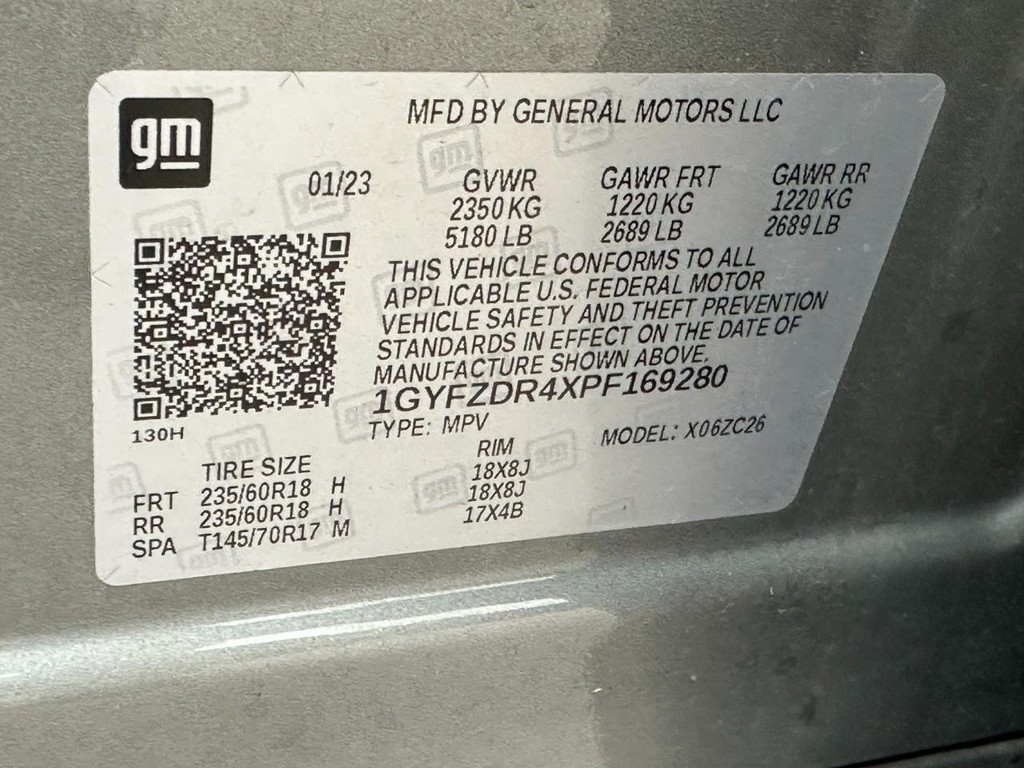 gm
MFD BY GENERAL MOTORS LLC
01/23
GVWR GAWR FRT GAWR RR
2350 KG 1220 KG 1220 KG
5180 LB 2689 LB 2689 LB
THIS VEHICLE CONFORMS TO ALL
APPLICABLE U.S. FEDERAL MOTOR
VEHICLE SAFETY AND THEFT PREVENTION
STANDARDS IN EFFECT ON THE DATE OF
MANUFACTURE SHOWN ABOVE.
1GYFZDR4XPF169280
130H
TYPE: MPV MODEL: X06ZC26
TIRE SIZE RIM
FRT 235/60R18 H 18X8J
RR 235/60R18 H 18X8J
SPA T145/70R17 M 17X4B